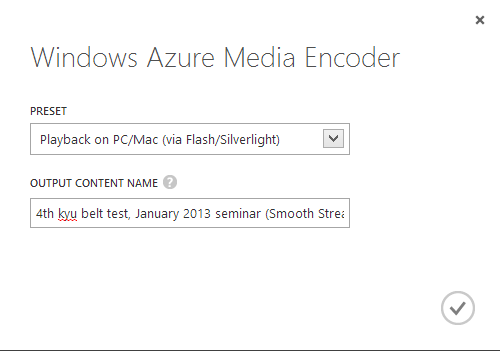 Windows Azure Media Encoder
PRESET
Playback on PC/Mac (via Flash/Silverlight)
OUTPUT CONTENT NAME ?
4th kyu belt test, January 2013 seminar (Smooth Strea